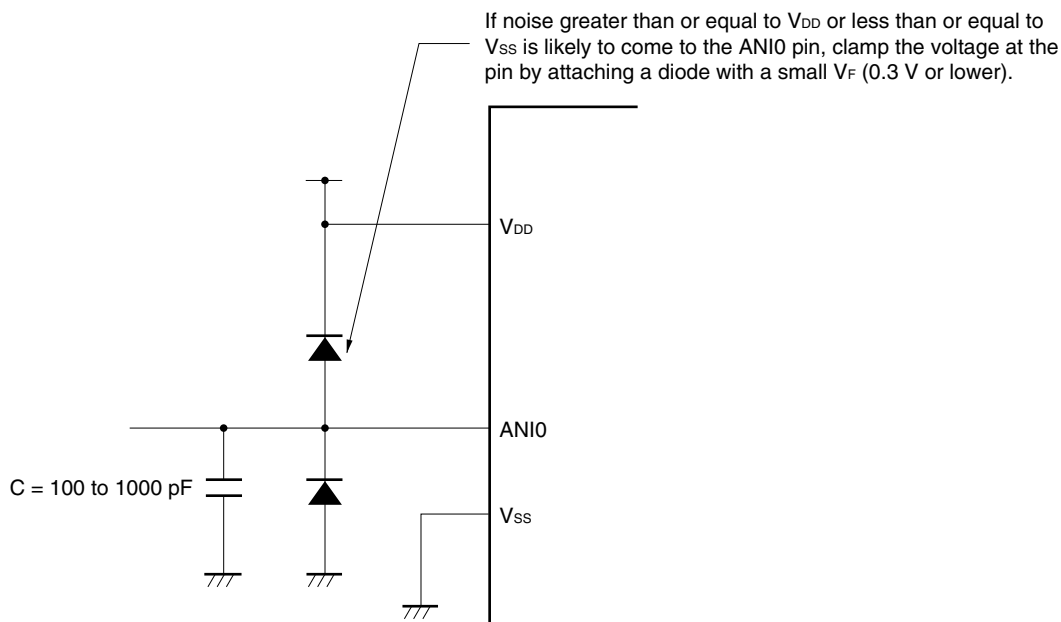 If noise greater than or equal to VDD or less than or equal to
VSS is likely to come to the ANI0 pin, clamp the voltage at the
pin by attaching a diode with a small VF (0.3 V or lower).
VDD
ANI0
C = 100 to 1000 pF
VSS